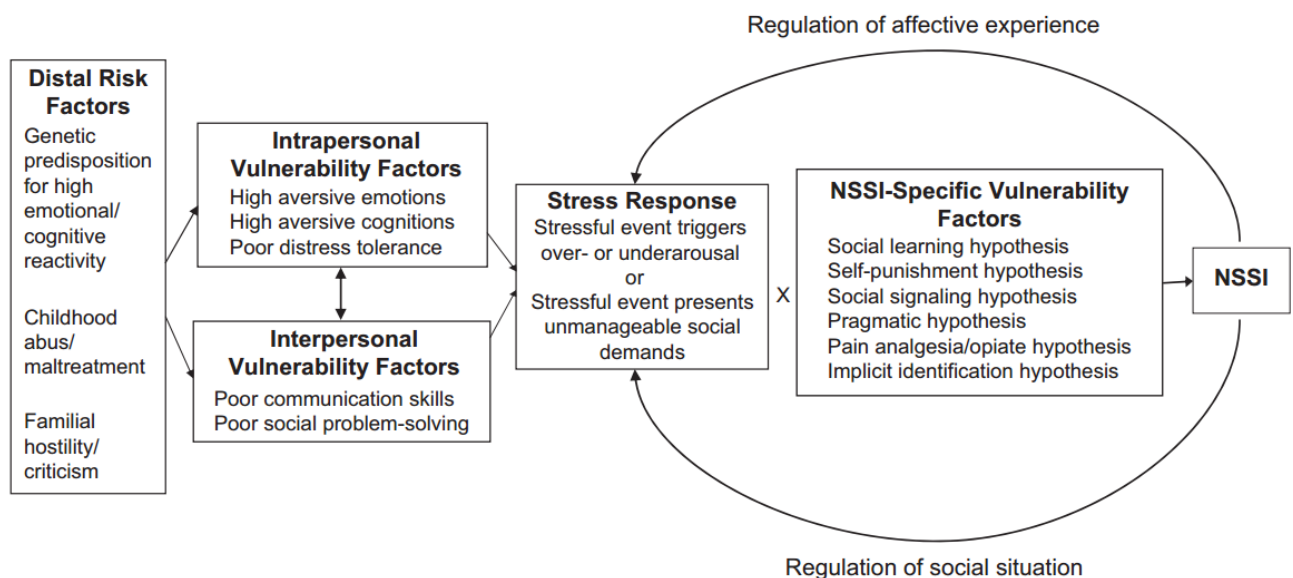 Regulation of affective experience
Distal Risk
Factors
Genetic
predisposition
for high
emotional/
cognitive
reactivity
Childhood
abus/
maltreatment
Familial
hostility/
criticism
Intrapersonal
Vulnerability Factors
High aversive emotions
High aversive cognitions
Poor distress tolerance
Interpersonal
Vulnerability Factors
Poor communication skills
Poor social problem-solving
Stress Response
Stressful event triggers
over- or underarousal
or
Stressful event presents
unmanageable social
demands
X
NSSI-Specific Vulnerability
Factors
Social learning hypothesis
Self-punishment hypothesis
Social signaling hypothesis
Pragmatic hypothesis
Pain analgesia/opiate hypothesis
Implicit identification hypothesis
NSSI
Regulation of social situation